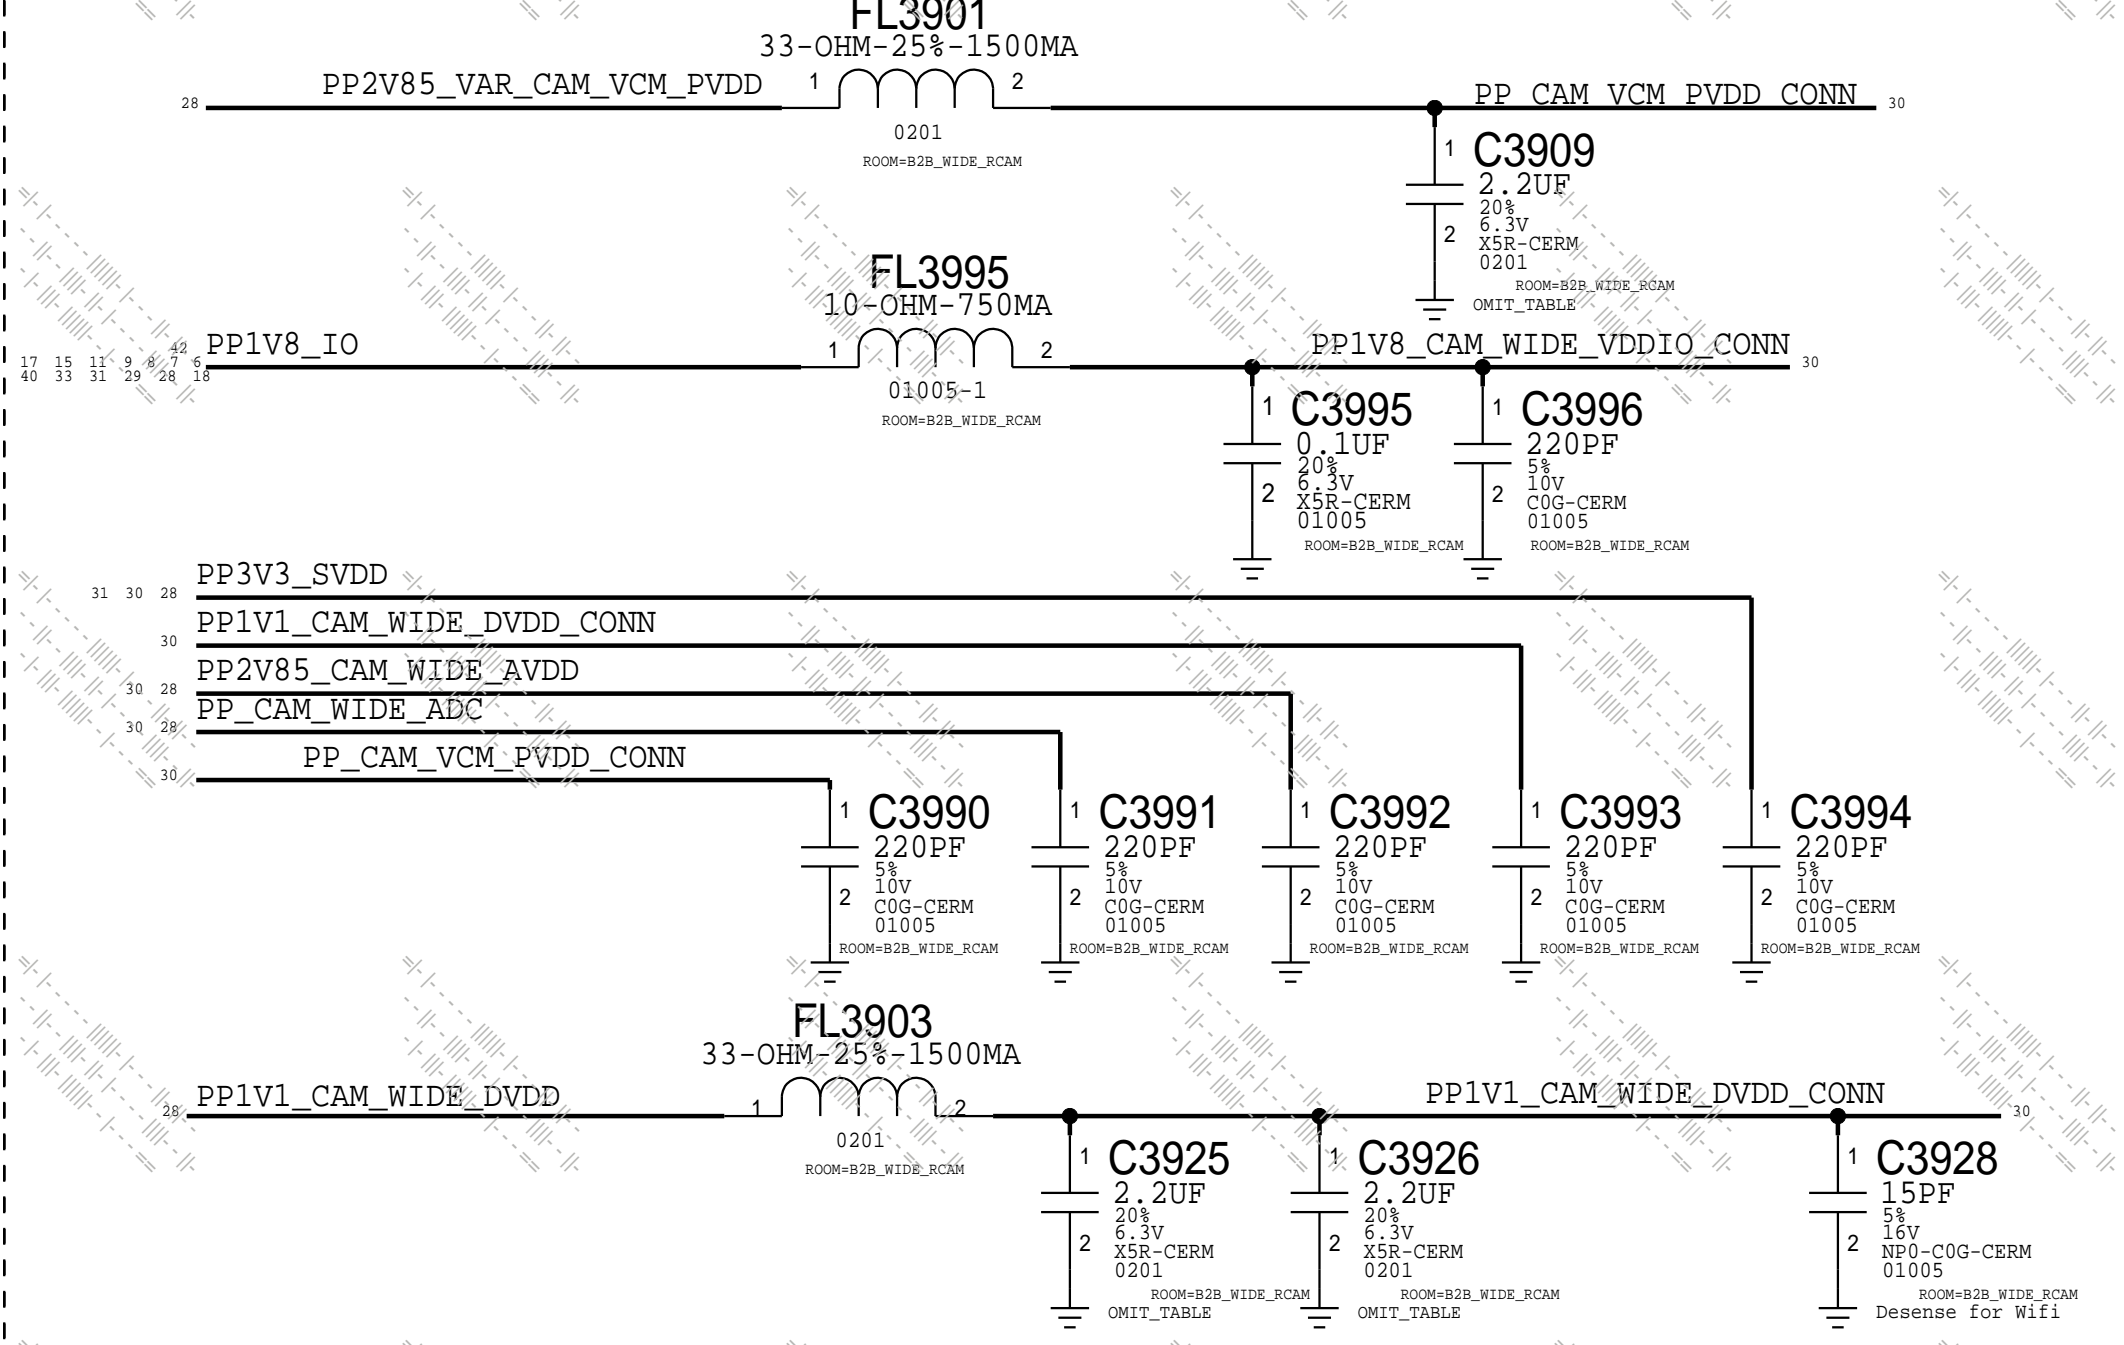 FL3901
33-OHM-25%-1500MA
PP2V85_VAR_CAM_VCM_PVDD
1
2
28
PP_CAM_VCM_PVDD_CONN
30
0201
ROOM=B2B_WIDE_RCAM
1
C3909
2.2UF
20%
6.3V
2
X5R-CERM
0201
ROOM=B2B_WIDE_RCAM
OMIT_TABLE
FL3995
10-OHM-750MA
42
PP1V8_IO
1
2
PP1V8_CAM_WIDE_VDDIO_CONN
30
17 15 11 9 8 7 6
40 33 31 29 28 18
01005-1
ROOM=B2B_WIDE_RCAM
1
C3995
0.1UF
20%
6.3V
2
X5R-CERM
01005
ROOM=B2B_WIDE_RCAM
1
C3996
220PF
5%
10V
2
C0G-CERM
01005
ROOM=B2B_WIDE_RCAM
PP3V3_SVDD
31 30 28
PP1V1_CAM_WIDE_DVDD_CONN
30
PP2V85_CAM_WIDE_AVDD
30 28
PP_CAM_WIDE_ADC
30 28
PP_CAM_VCM_PVDD_CONN
30
1
C3990
220PF
5%
10V
2
C0G-CERM
01005
ROOM=B2B_WIDE_RCAM
1
C3991
220PF
5%
10V
2
C0G-CERM
01005
ROOM=B2B_WIDE_RCAM
1
C3992
220PF
5%
10V
2
C0G-CERM
01005
ROOM=B2B_WIDE_RCAM
1
C3993
220PF
5%
10V
2
C0G-CERM
01005
ROOM=B2B_WIDE_RCAM
1
C3994
220PF
5%
10V
2
C0G-CERM
01005
ROOM=B2B_WIDE_RCAM
FL3903
33-OHM-25%-1500MA
28
PP1V1_CAM_WIDE_DVDD
1
2
PP1V1_CAM_WIDE_DVDD_CONN
30
0201
ROOM=B2B_WIDE_RCAM
1
C3925
2.2UF
20%
6.3V
2
X5R-CERM
0201
ROOM=B2B_WIDE_RCAM
OMIT_TABLE
1
C3926
2.2UF
20%
6.3V
2
X5R-CERM
0201
ROOM=B2B_WIDE_RCAM
OMIT_TABLE
1
C3928
15PF
5%
16V
2
NP0-C0G-CERM
01005
ROOM=B2B_WIDE_RCAM
Desense for Wifi